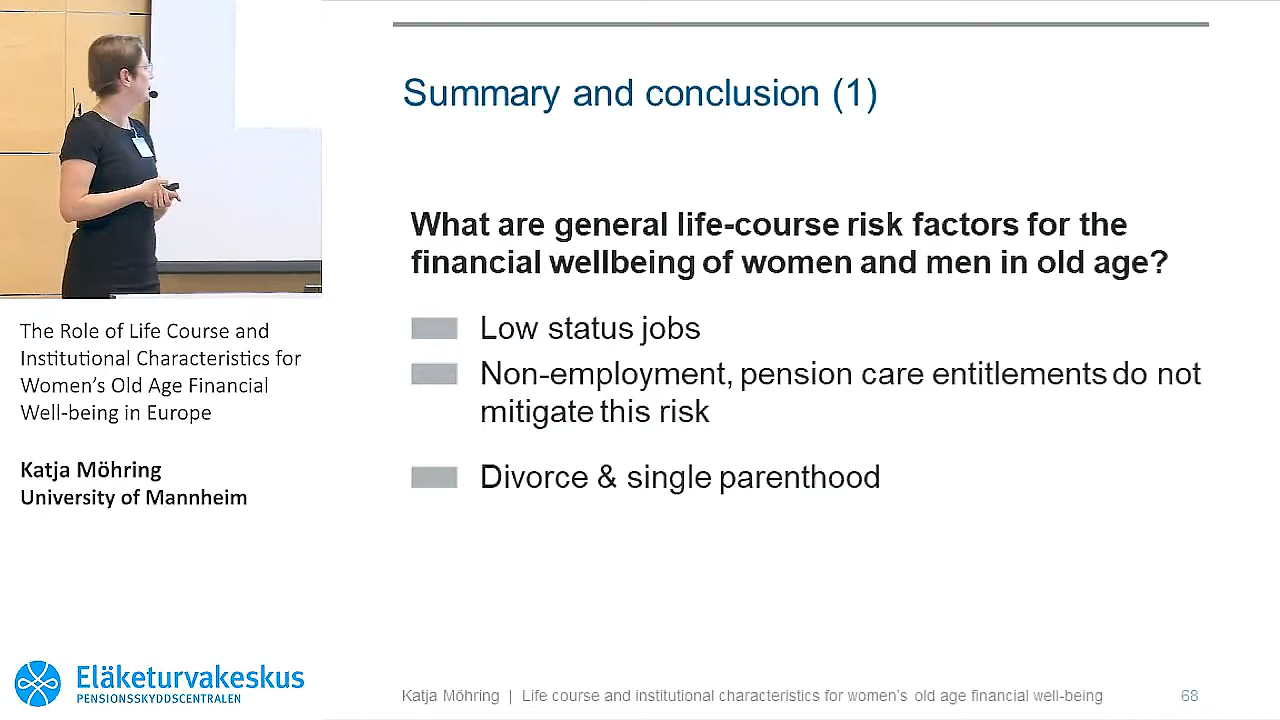 Summary and conclusion (1)
What are general life-course risk factors for the
financial wellbeing of women and men in old age?
Low status jobs
Non-employment, pension care entitlements do not
mitigate this risk
Divorce & single parenthood
The Role of Life Course and
Institutional Characteristics for
Women's Old Age Financial
Well-being in Europe
Katja Möhring
University of Mannheim
Eläketurvakeskus
PENSIONSSKYDDSCENTRALEN
Katja Möhring | Life course and institutional characteristics for women's old age financial well-being 68